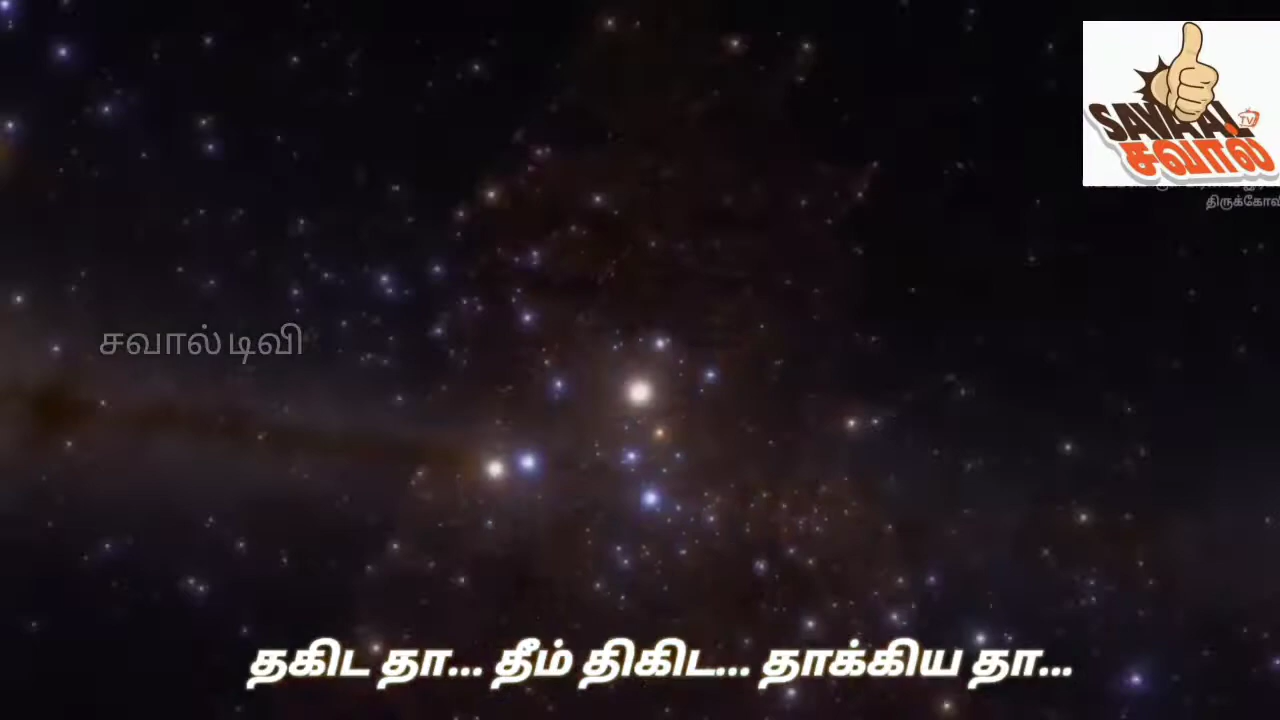 SAVAAL
TV
சவால்
சவால் டிவி
தகிட தா... தீம் திகிட... தாக்கிய தா...